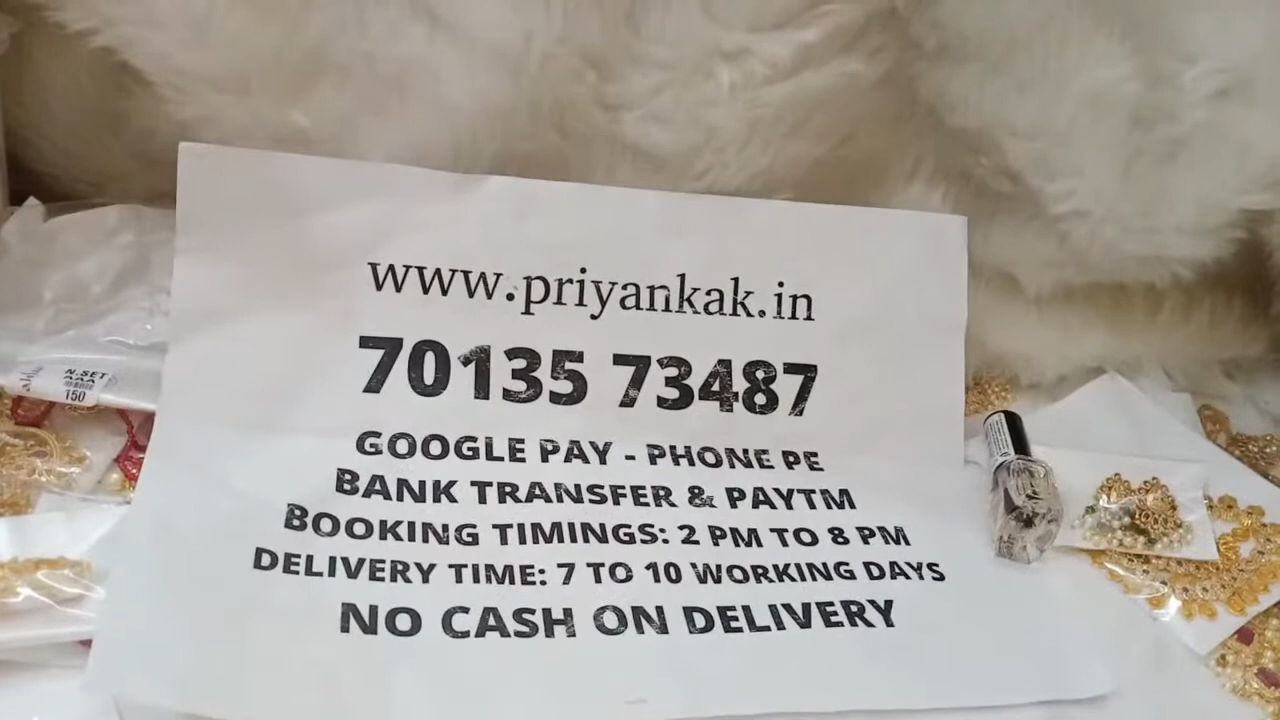 www.priyankak.in
70135 73487
GOOGLE PAY - PHONE PE
BANK TRANSFER & PAYTM
BOOKING TIMINGS: 2 PM TO 8 PM
DELIVERY TIME: 7 TO 10 WORKING DAYS
NO CASH ON DELIVERY
N.SET
AAA
150